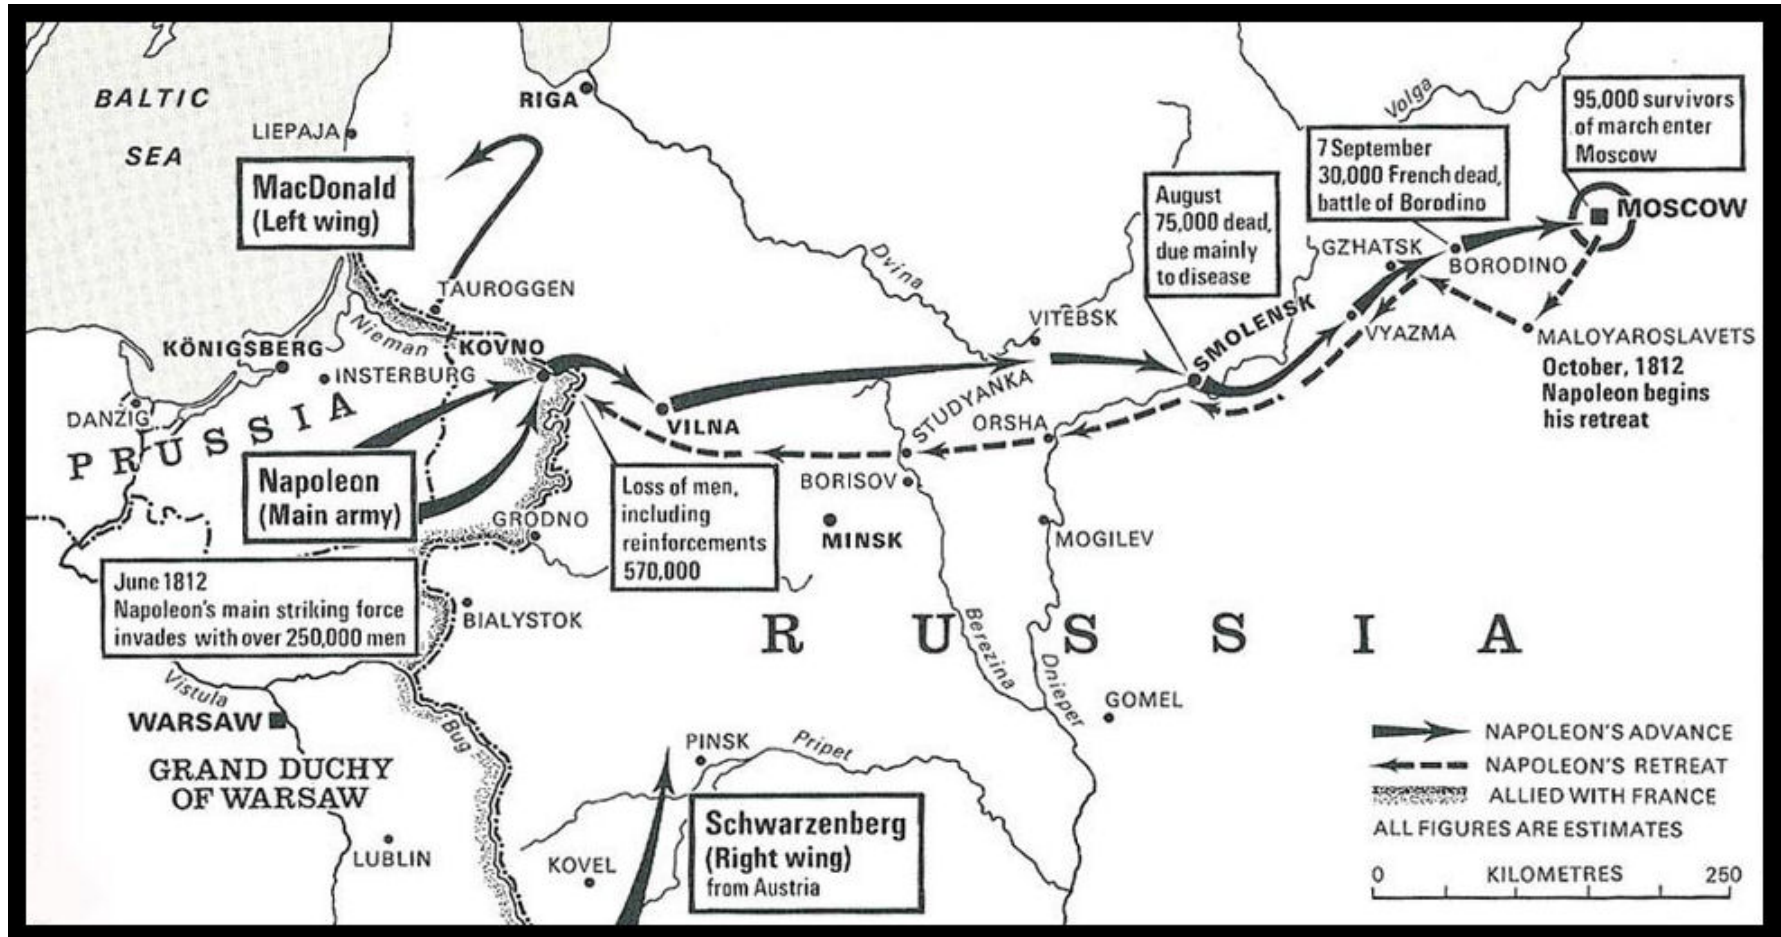 BALTIC
SEA
LIEPAJA
RIGA
Volga
95,000 survivors
of march enter
Moscow
MOSCOW
7 September
30,000 French dead,
battle of Borodino
August
75,000 dead,
due mainly
to disease
MacDonald
(Left wing)
GZHATSK
BORODINO
Dvina
TAUROGGEN
Nieman
VITEBSK
SMOLENSK
VYAZMA
MALOYAROSLAVETS
October, 1812
Napoleon begins
his retreat
KÖNIGSBERG
KOVNO
INSTERBURG
DANZIG
PRUSSIA
VILNA
STUDYANKA
ORSHA
Napoleon
(Main army)
GRODNO
Loss of men,
including
reinforcements
570,000
BORISOV
MINSK
MOGILEV
June 1812
Napoleon's main striking force
invades with over 250,000 men
BIALYSTOK
RUSSIA
Berezina
Dnieper
GOMEL
Vistula
WARSAW
Bug
GRAND DUCHY
OF WARSAW
PINSK
Pripet
LUBLIN
KOVEL
Schwarzenberg
(Right wing)
from Austria
NAPOLEON'S ADVANCE
NAPOLEON'S RETREAT
ALLIED WITH FRANCE
ALL FIGURES ARE ESTIMATES
0 KILOMETRES 250